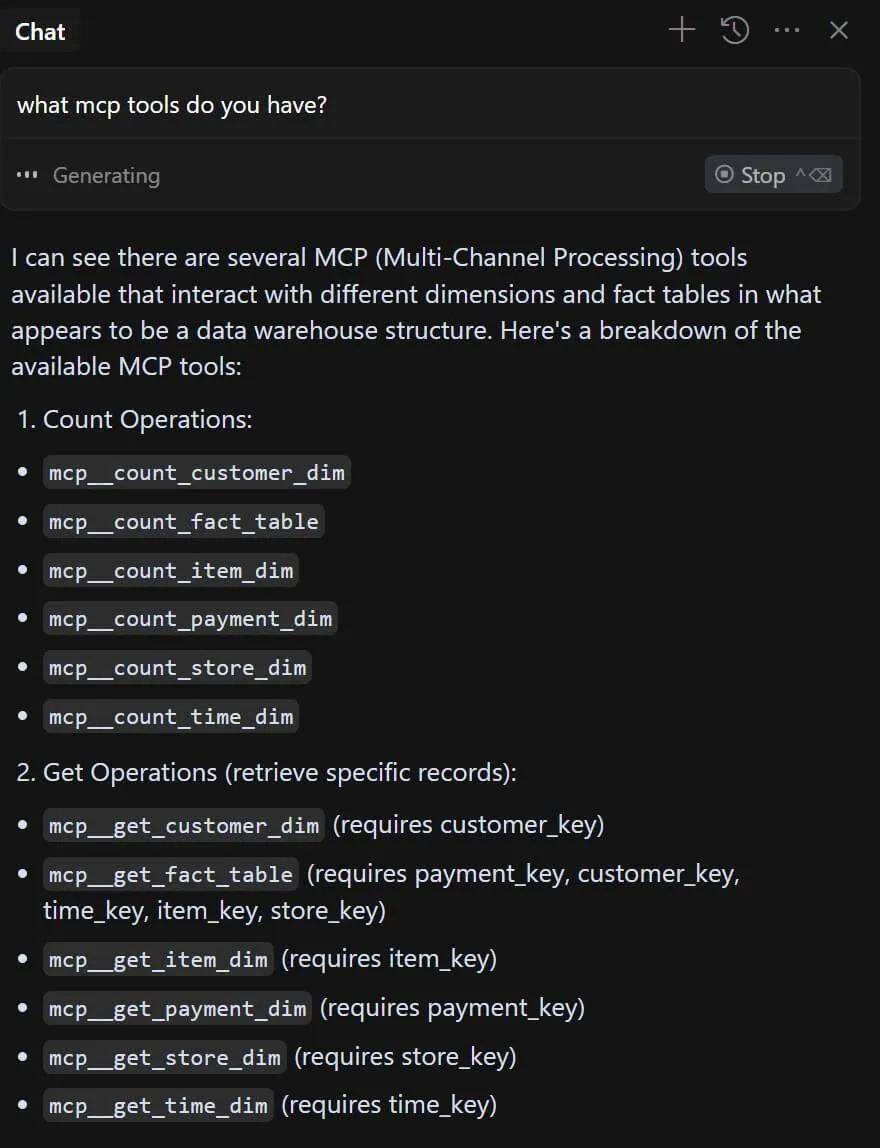 Chat
what mcp tools do you have?
Generating
Stop ^⌫
I can see there are several MCP (Multi-Channel Processing) tools
available that interact with different dimensions and fact tables in what
appears to be a data warehouse structure. Here's a breakdown of the
available MCP tools:
1. Count Operations:
• mcp__count_customer_dim
• mcp__count_fact_table
• mcp__count_item_dim
• mcp__count_payment_dim
• mcp__count_store_dim
• mcp__count_time_dim
2. Get Operations (retrieve specific records):
• mcp__get_customer_dim (requires customer_key)
• mcp__get_fact_table (requires payment_key, customer_key,
time_key, item_key, store_key)
• mcp__get_item_dim (requires item_key)
• mcp__get_payment_dim (requires payment_key)
• mcp__get_store_dim (requires store_key)
• mcp__get_time_dim (requires time_key)